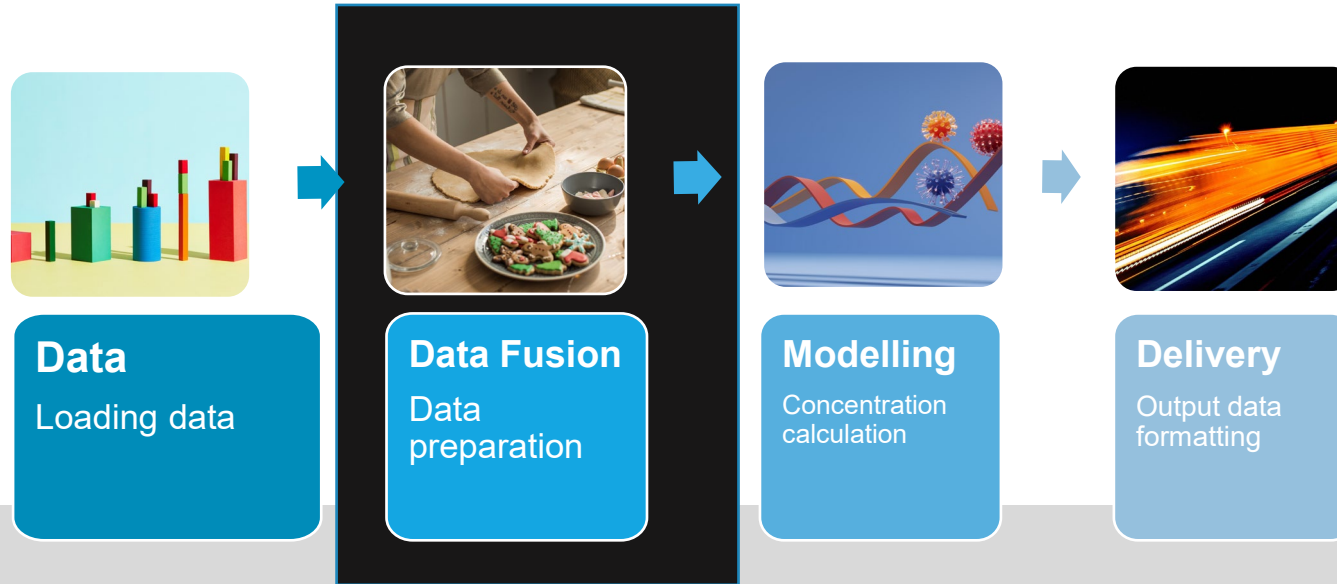 Data
Loading data
Data Fusion
Data
preparation
Modelling
Concentration
calculation
Delivery
Output data
formatting